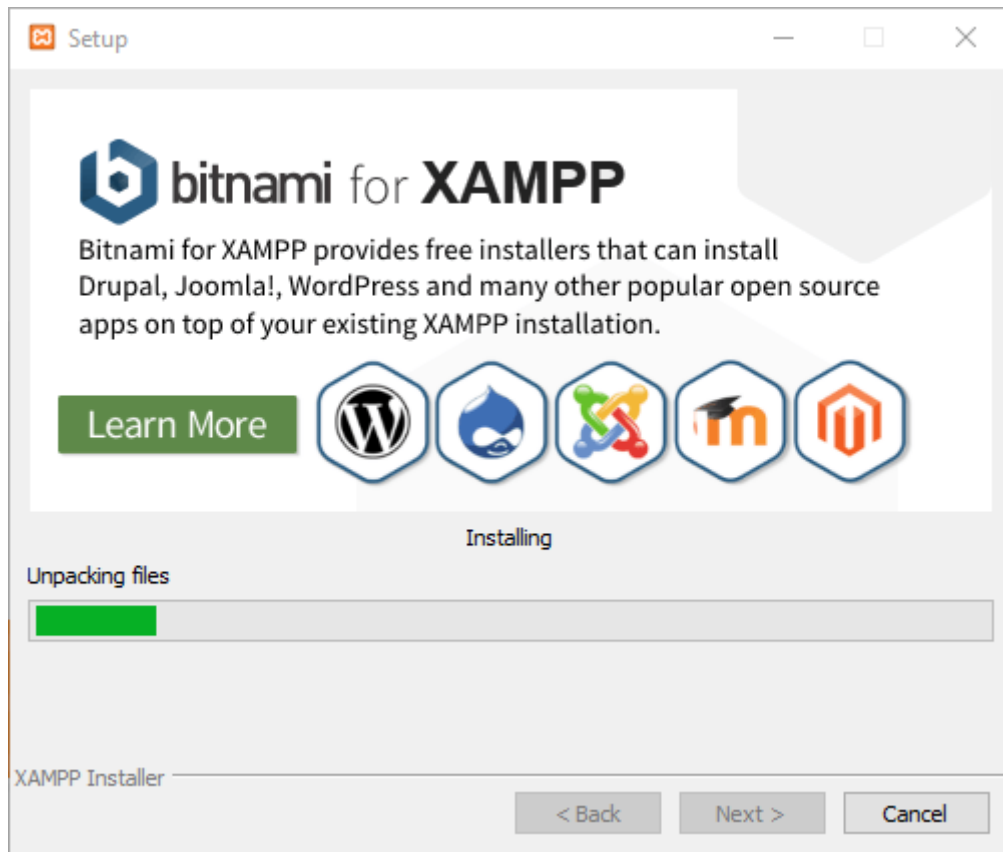 Setup
bitnami for XAMPP
Bitnami for XAMPP provides free installers that can install
Drupal, Joomla!, WordPress and many other popular open source
apps on top of your existing XAMPP installation.
Learn More
Installing
Unpacking files
XAMPP Installer
< Back
Next >
Cancel